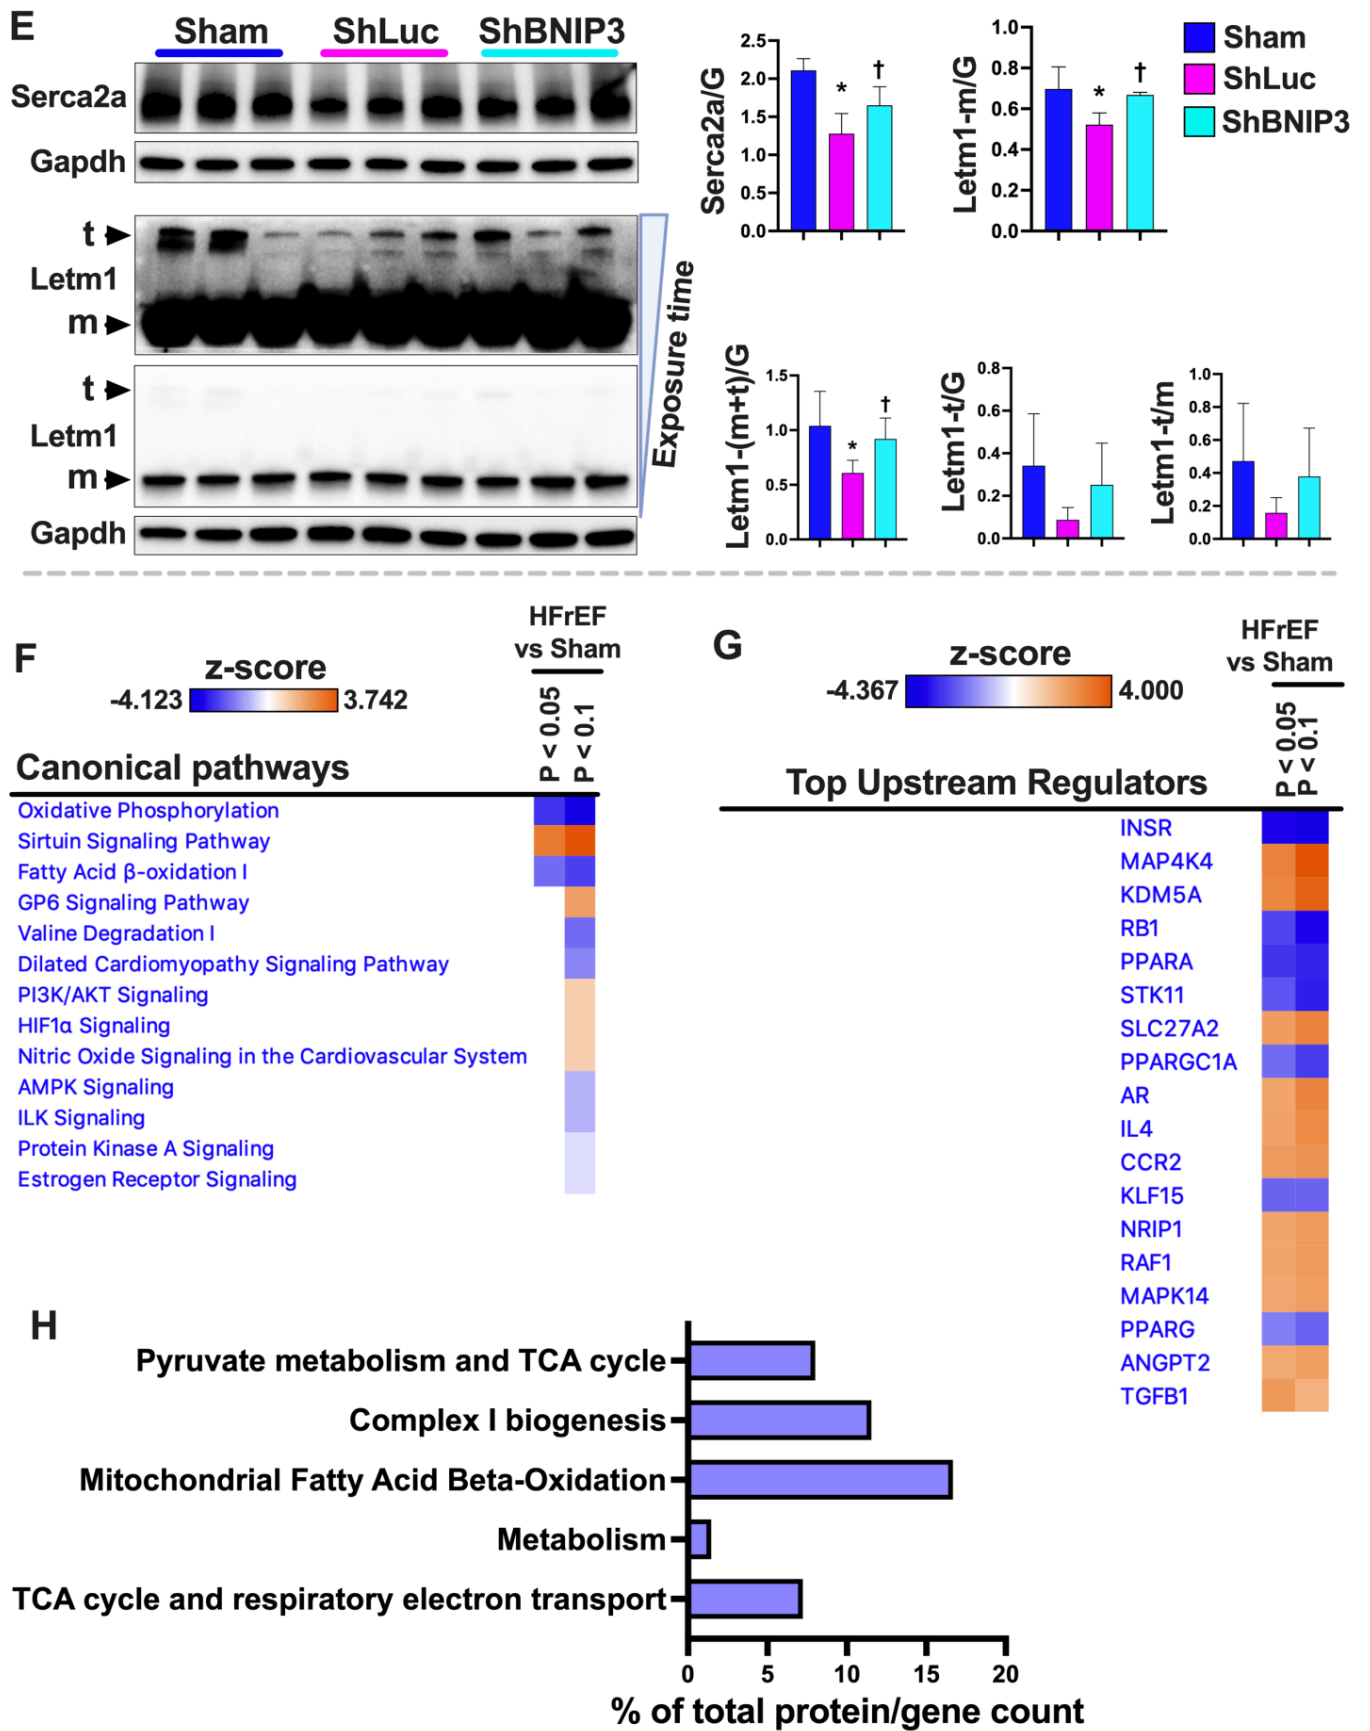 E
Sham ShLuc ShBNIP3
Serca2a
Gapdh
t
Letm1
m
t
Letm1
m
Gapdh
Exposure time
Serca2a/G
2.5
2.0
1.5
1.0
0.5
0.0
*
†
Letm1-m/G
1.0
0.8
0.6
0.4
0.2
0.0
*
†
Sham
ShLuc
ShBNIP3
Letm1-(m+t)/G
1.5
1.0
0.5
0.0
*
†
Letm1-t/G
0.8
0.6
0.4
0.2
0.0
Letm1-t/m
1.0
0.8
0.6
0.4
0.2
0.0
F
z-score
-4.123 3.742
HFrEF
vs Sham
P < 0.05
P < 0.1
Canonical pathways
Oxidative Phosphorylation
Sirtuin Signaling Pathway
Fatty Acid β-oxidation I
GP6 Signaling Pathway
Valine Degradation I
Dilated Cardiomyopathy Signaling Pathway
PI3K/AKT Signaling
HIF1α Signaling
Nitric Oxide Signaling in the Cardiovascular System
AMPK Signaling
ILK Signaling
Protein Kinase A Signaling
Estrogen Receptor Signaling
G
z-score
-4.367 4.000
HFrEF
vs Sham
P < 0.05
P < 0.1
Top Upstream Regulators
INSR
MAP4K4
KDM5A
RB1
PPARA
STK11
SLC27A2
PPARGC1A
AR
IL4
CCR2
KLF15
NRIP1
RAF1
MAPK14
PPARG
ANGPT2
TGFB1
H
Pyruvate metabolism and TCA cycle
Complex I biogenesis
Mitochondrial Fatty Acid Beta-Oxidation
Metabolism
TCA cycle and respiratory electron transport
0 5 10 15 20
% of total protein/gene count